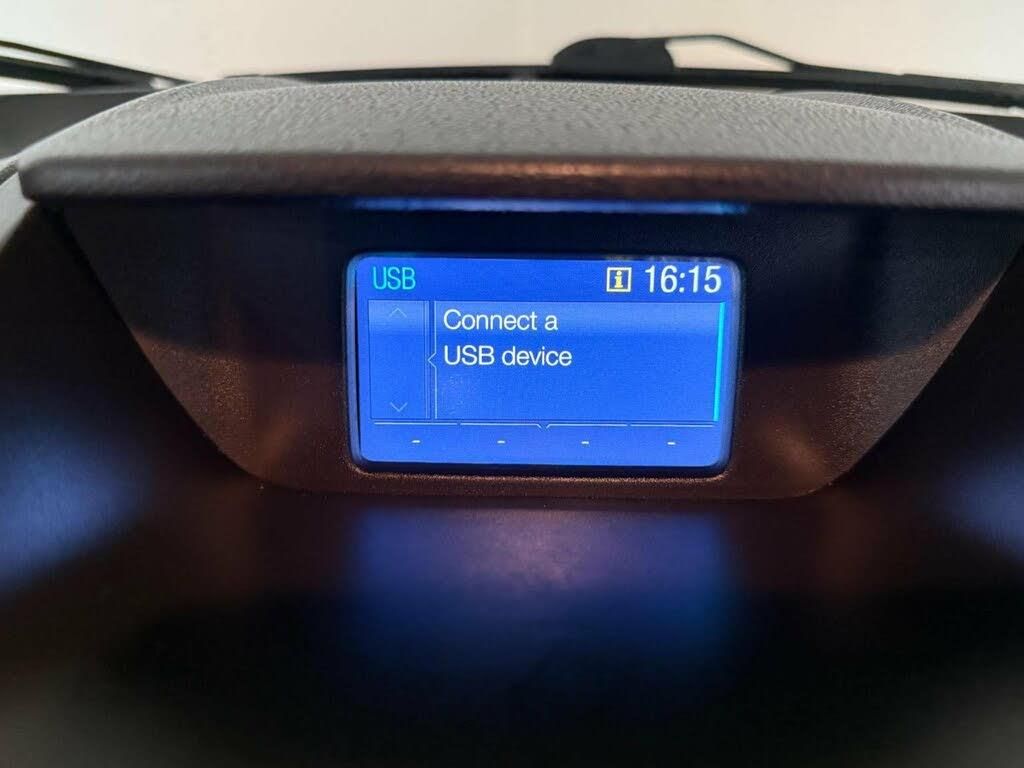 USB i 16:15
Connect a
USB device
- - - -